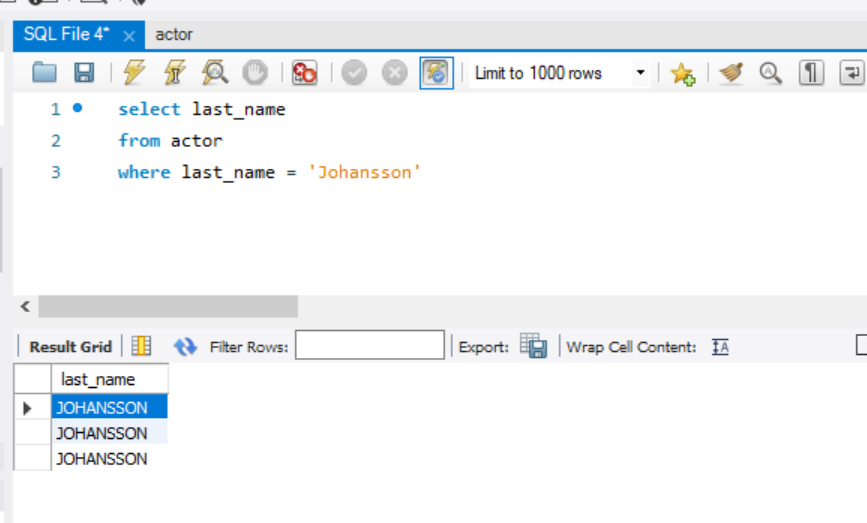 SQL File 4* × actor
Limit to 1000 rows
1 select last_name
2 from actor
3 where last_name = 'Johansson'
Result Grid Filter Rows: Export: Wrap Cell Content: IA
last_name
JOHANSSON
JOHANSSON
JOHANSSON